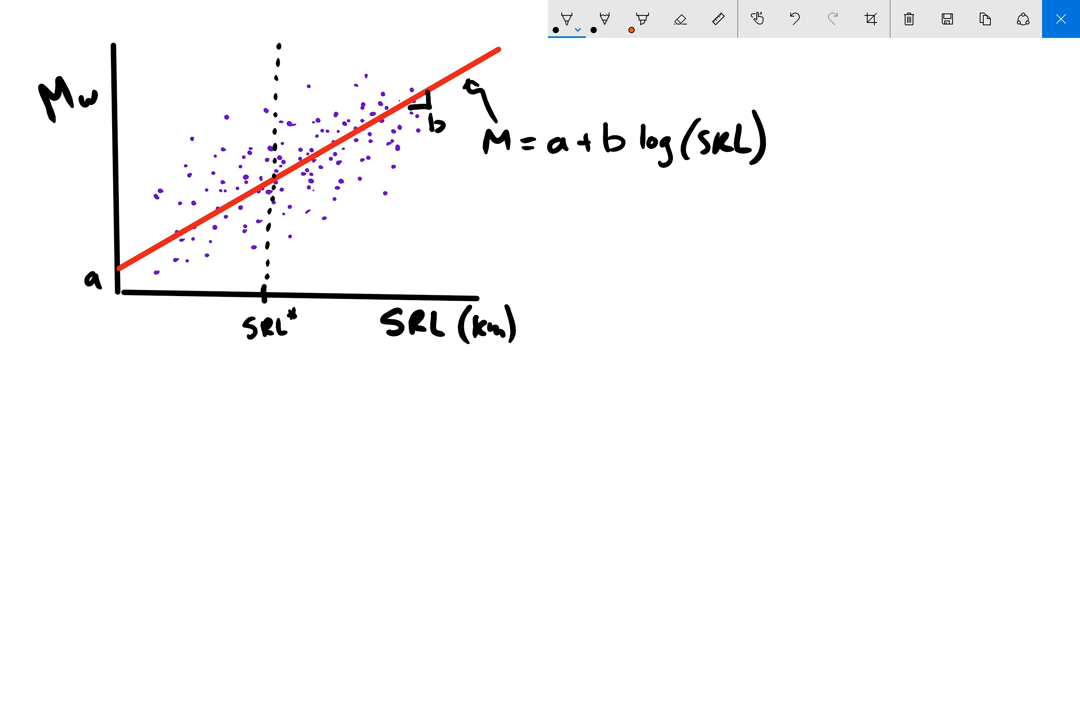 Mw
b
M = a + b log(SRL)
a
SRL*
SRL (km)